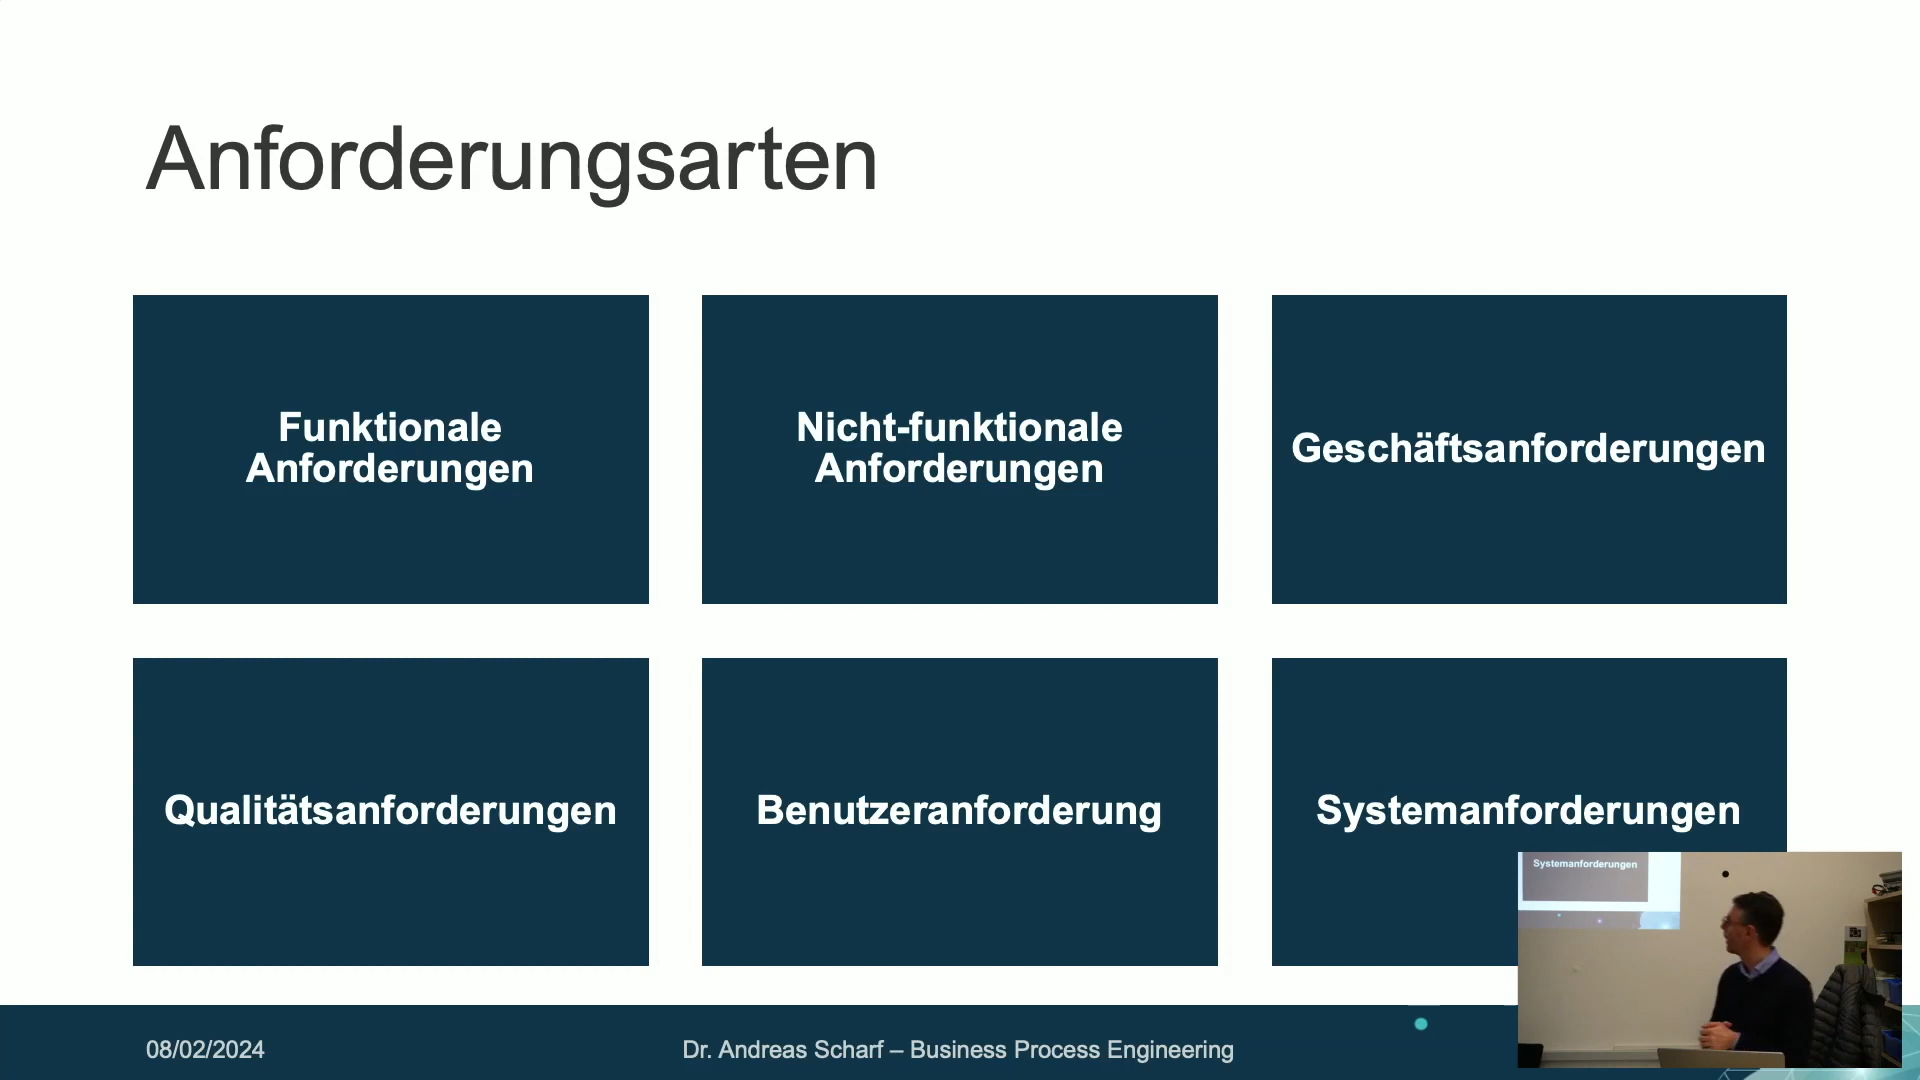 Anforderungsarten
Funktionale
Anforderungen
Nicht-funktionale
Anforderungen
Geschäftsanforderungen
Qualitätsanforderungen
Benutzeranforderung
Systemanforderungen
Systemanforderungen
08/02/2024
Dr. Andreas Scharf – Business Process Engineering